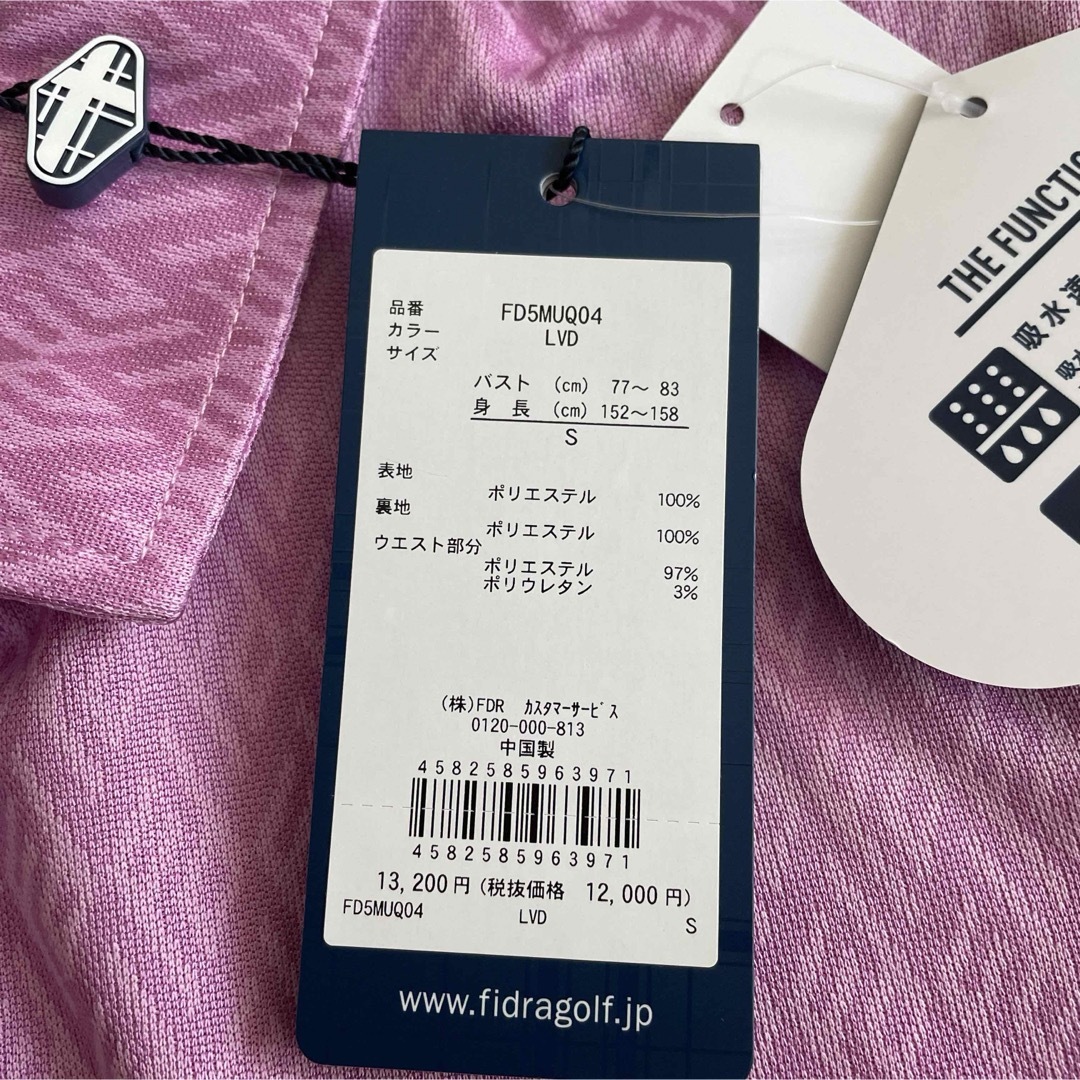 品番 FD5MUQ04
カラー LVD
サイズ
バスト (cm) 77〜 83
身 長 (cm) 152〜158
S
表地
ポリエステル 100%
裏地
ポリエステル 100%
ウエスト部分
ポリエステル 97%
ポリウレタン 3%
(株)FDR ｶｽﾀﾏｰｻｰﾋﾞｽ
0120-000-813
中国製
4582585963971
4582585963971
13,200円 (税抜価格 12,000円)
FD5MUQ04 LVD S
www.fidragolf.jp
THE FUNCTIO
吸水速
吸水